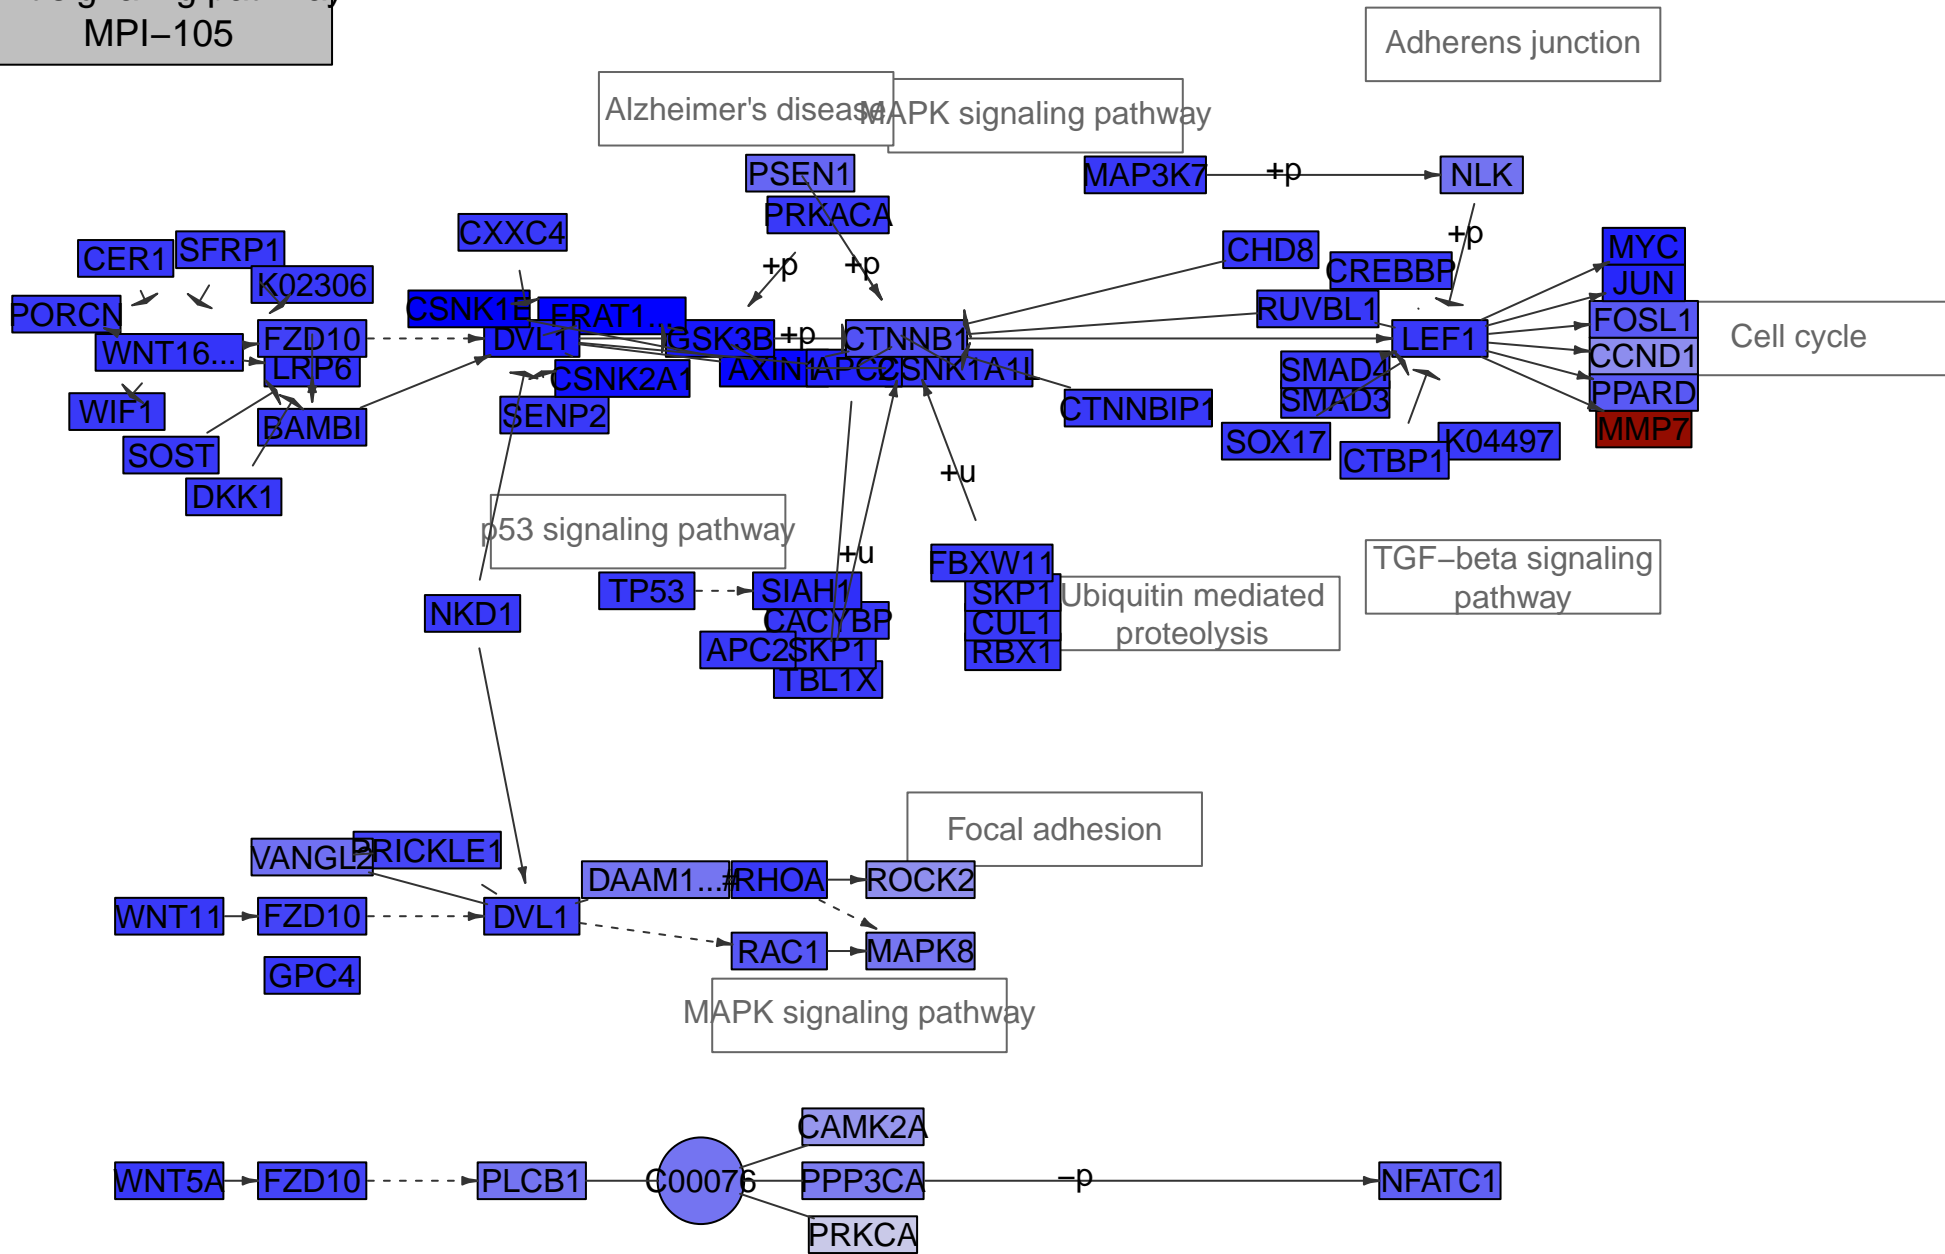 signaling pathway
MPI−105
Adherens junction
Alzheimer's disease
MAPK signaling pathway
PSEN1
MAP3K7
+p
NLK
PRKACA
CXXC4
CER1
SFRP1
K02306
+p
+p
CHD8
CREBBP
+p
MYC
JUN
PORCN
CSNK1E
FRAT1...
RUVBL1
FOSL1
WNT16...
FZD10
DVL1
GSK3B
+p
CTNNB1
LEF1
Cell cycle
CCND1
LRP6
CSNK2A1
AXIN1
APC2
CSNK1A1L
SMAD4
PPARD
WIF1
BAMBI
SENP2
CTNNBIP1
SMAD3
MMP7
SOST
SOX17
CTBP1
K04497
DKK1
+u
p53 signaling pathway
+u
FBXW11
TGF−beta signaling
pathway
TP53
SIAH1
SKP1
Ubiquitin mediated
proteolysis
NKD1
CACYBP
CUL1
APC2
SKP1
RBX1
TBL1X
Focal adhesion
VANGL2
PRICKLE1
DAAM1...
RHOA
ROCK2
WNT11
FZD10
DVL1
RAC1
MAPK8
GPC4
MAPK signaling pathway
CAMK2A
WNT5A
FZD10
PLCB1
C00076
PPP3CA
−p
NFATC1
PRKCA